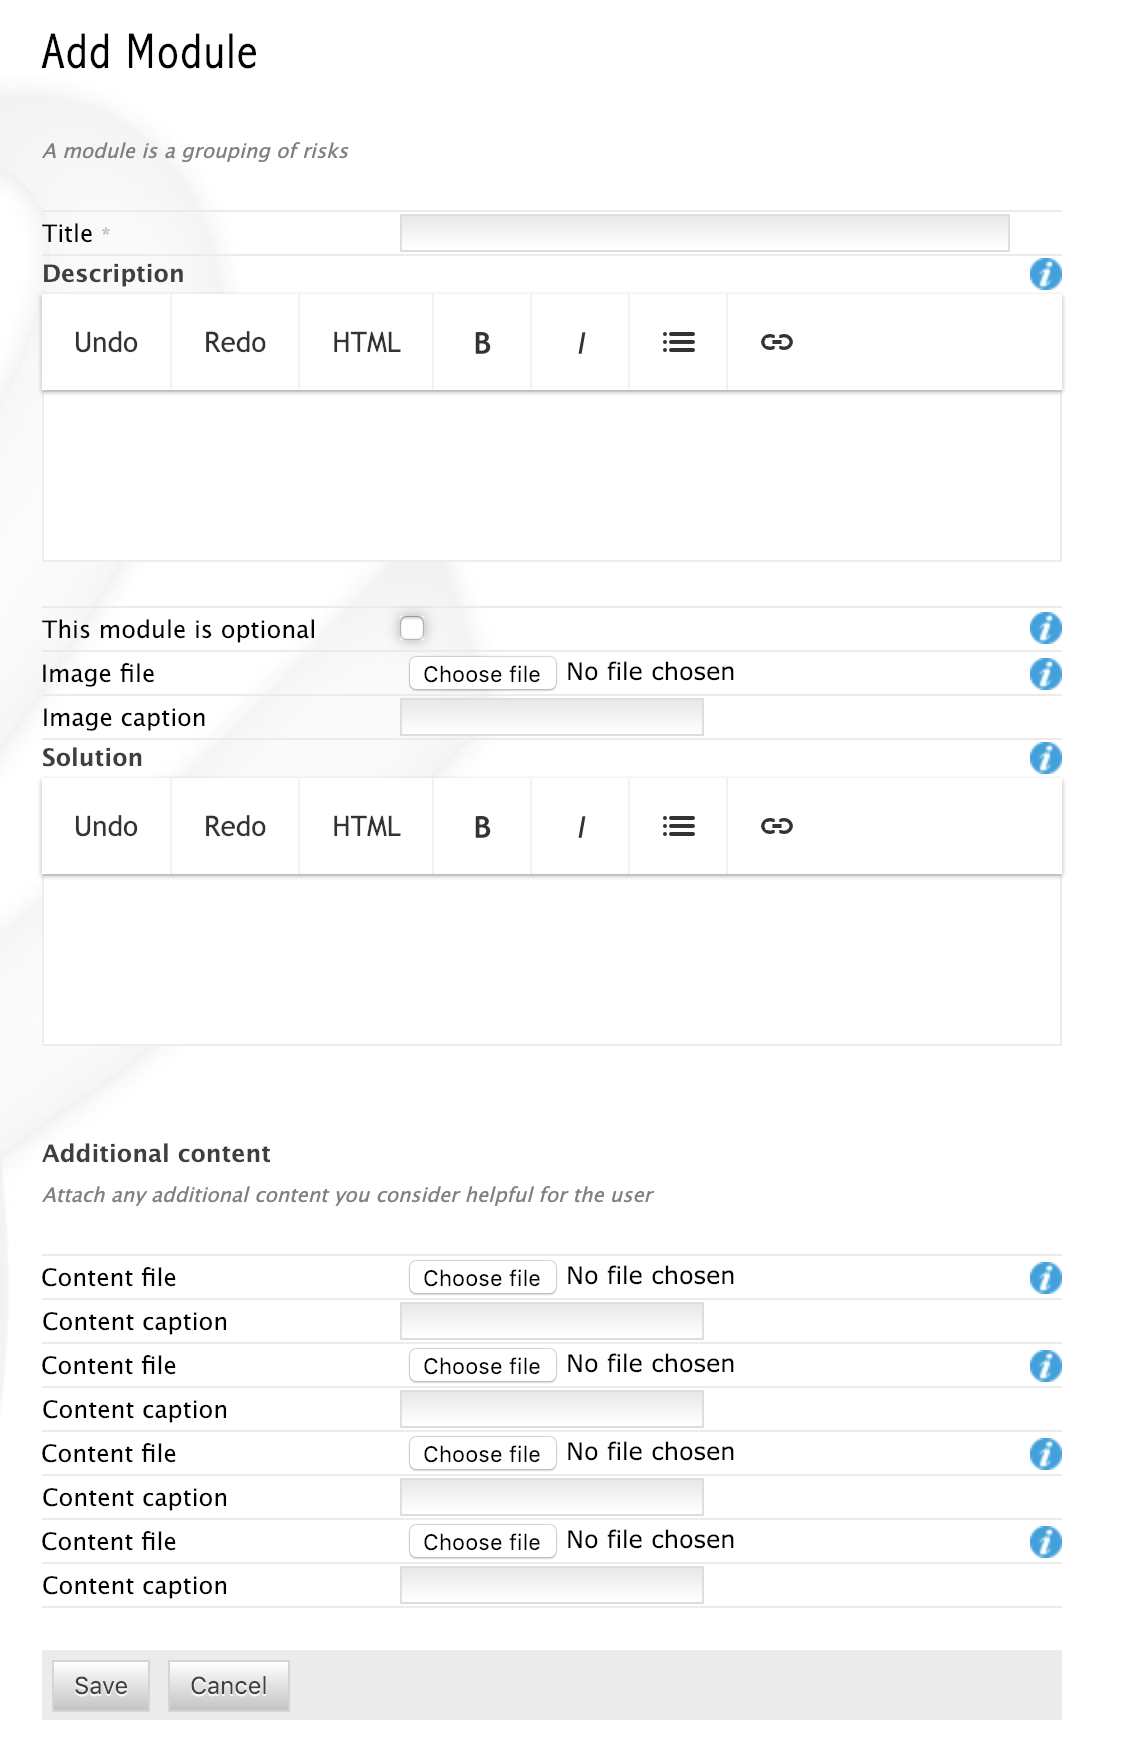 Add Module
A module is a grouping of risks
Title *
Description
Undo Redo HTML B I
This module is optional
Image file Choose file No file chosen
Image caption
Solution
Undo Redo HTML B I
Additional content
Attach any additional content you consider helpful for the user
Content file Choose file No file chosen
Content caption
Content file Choose file No file chosen
Content caption
Content file Choose file No file chosen
Content caption
Content file Choose file No file chosen
Content caption
Save Cancel